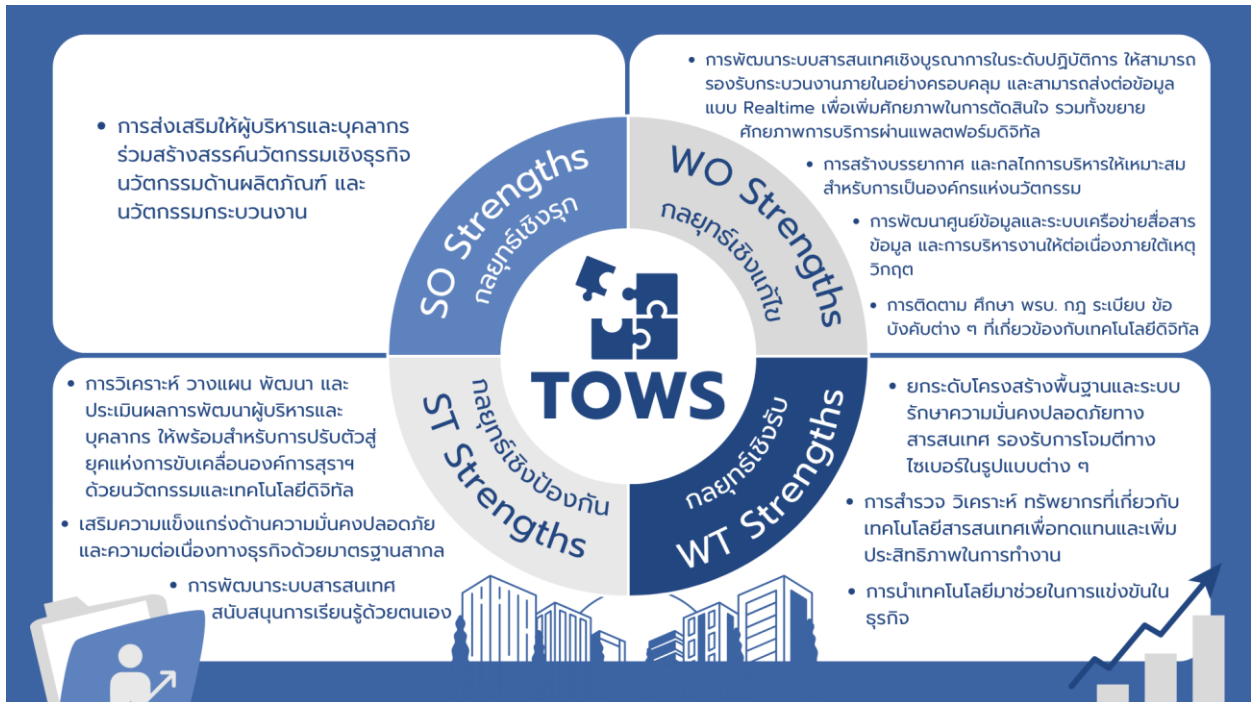 • การส่งเสริมให้ผู้บริหารและบุคลากร
ร่วมสร้างสรรค์นวัตกรรมเชิงธุรกิจ
นวัตกรรมด้านผลิตภัณฑ์ และ
นวัตกรรมกระบวนงาน
• การพัฒนาระบบสารสนเทศเชิงบูรณาการในระดับปฏิบัติการ ให้สามารถ
รองรับกระบวนงานภายในอย่างครอบคลุม และสามารถส่งต่อข้อมูล
แบบ Realtime เพื่อเพิ่มศักยภาพในการตัดสินใจ รวมทั้งขยาย
ศักยภาพการบริการผ่านแพลตฟอร์มดิจิทัล
• การสร้างบรรยากาศ และกลไกการบริหารให้เหมาะสม
สำหรับการเป็นองค์กรแห่งนวัตกรรม
• การพัฒนาศูนย์ข้อมูลและระบบเครือข่ายสื่อสาร
ข้อมูล และการบริหารงานให้ต่อเนื่องภายใต้เหตุ
วิกฤต
• การติดตาม ศึกษา พรบ. กฎ ระเบียบ ข้อ
บังคับต่าง ๆ ที่เกี่ยวข้องกับเทคโนโลยีดิจิทัล
SO Strengths
กลยุทธ์เชิงรุก
WO Strengths
กลยุทธ์เชิงแก้ไข
TOWS
ST Strengths
กลยุทธ์เชิงป้องกัน
WT Strengths
กลยุทธ์เชิงรับ
• การวิเคราะห์ วางแผน พัฒนา และ
ประเมินผลการพัฒนาผู้บริหารและ
บุคลากร ให้พร้อมสำหรับการปรับตัวสู่
ยุคแห่งการขับเคลื่อนองค์การสุราฯ
ด้วยนวัตกรรมและเทคโนโลยีดิจิทัล
• เสริมความแข็งแกร่งด้านความมั่นคงปลอดภัย
และความต่อเนื่องทางธุรกิจด้วยมาตรฐานสากล
• การพัฒนาระบบสารสนเทศ
สนับสนุนการเรียนรู้ด้วยตนเอง
• ยกระดับโครงสร้างพื้นฐานและระบบ
รักษาความมั่นคงปลอดภัยทาง
สารสนเทศ รองรับการโจมตีทาง
ไซเบอร์ในรูปแบบต่าง ๆ
• การสำรวจ วิเคราะห์ ทรัพยากรที่เกี่ยวกับ
เทคโนโลยีสารสนเทศเพื่อทดแทนและเพิ่ม
ประสิทธิภาพในการทำงาน
• การนำเทคโนโลยีมาช่วยในการแข่งขันใน
ธุรกิจ